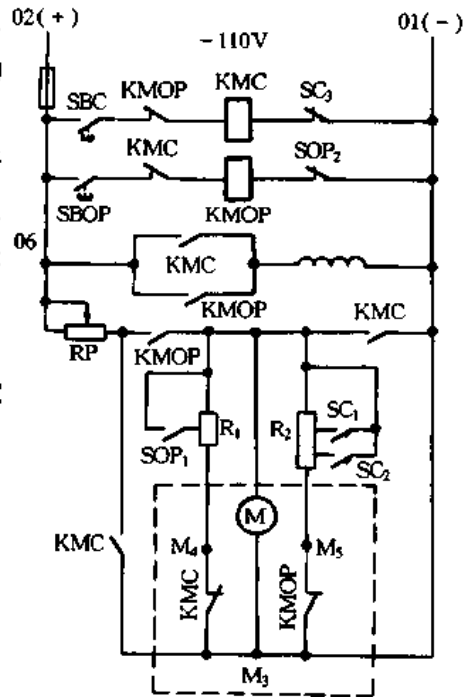 02(+)
01(-)
-110V
KMOP
KMC
SC₃
SBC
KMC
SOP₂
SBOP
KMOP
06
KMC
KMOP
KMC
RP
KMOP
SOP₁
R₁
R₂
SC₁
SC₂
M
KMC
M₄
M₅
KMC
KMOP
M₃